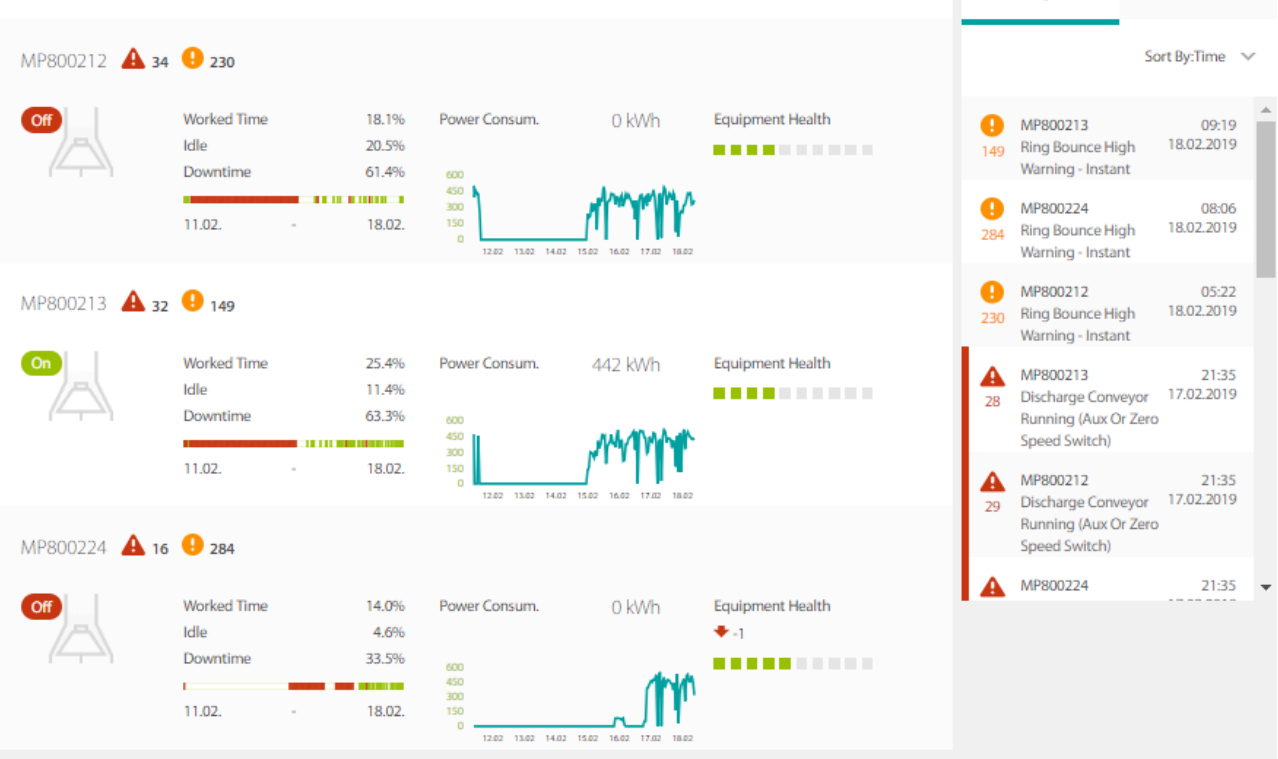 MP800212 34 230
Off
Worked Time 18.1%
Idle 20.5%
Downtime 61.4%
11.02. - 18.02.
Power Consum. 0 kWh
600
450
300
150
0
12.02 13.02 14.02 15.02 16.02 17.02 18.02
Equipment Health
MP800213 32 149
On
Worked Time 25.4%
Idle 11.4%
Downtime 63.3%
11.02. - 18.02.
Power Consum. 442 kWh
600
450
300
150
0
12.02 13.02 14.02 15.02 16.02 17.02 18.02
Equipment Health
MP800224 16 284
Off
Worked Time 14.0%
Idle 4.6%
Downtime 33.5%
11.02. - 18.02.
Power Consum. 0 kWh
600
450
300
150
0
12.02 13.02 14.02 15.02 16.02 17.02 18.02
Equipment Health
-1
Sort By:Time
MP800213 09:19
149 Ring Bounce High 18.02.2019
Warning - Instant
MP800224 08:06
284 Ring Bounce High 18.02.2019
Warning - Instant
MP800212 05:22
230 Ring Bounce High 18.02.2019
Warning - Instant
MP800213 21:35
28 Discharge Conveyor 17.02.2019
Running (Aux Or Zero
Speed Switch)
MP800212 21:35
29 Discharge Conveyor 17.02.2019
Running (Aux Or Zero
Speed Switch)
MP800224 21:35